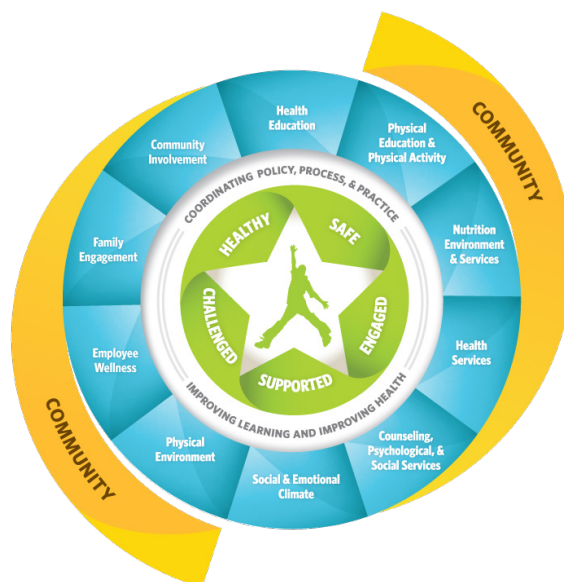 COMMUNITY
Health
Education
Physical
Education &
Physical Activity
Nutrition
Environment
& Services
Health
Services
Counseling,
Psychological, &
Social Services
Social & Emotional
Climate
Physical
Environment
Employee
Wellness
Family
Engagement
Community
Involvement
COORDINATING POLICY, PROCESS, & PRACTICE
IMPROVING LEARNING AND IMPROVING HEALTH
HEALTHY
SAFE
ENGAGED
SUPPORTED
CHALLENGED
COMMUNITY